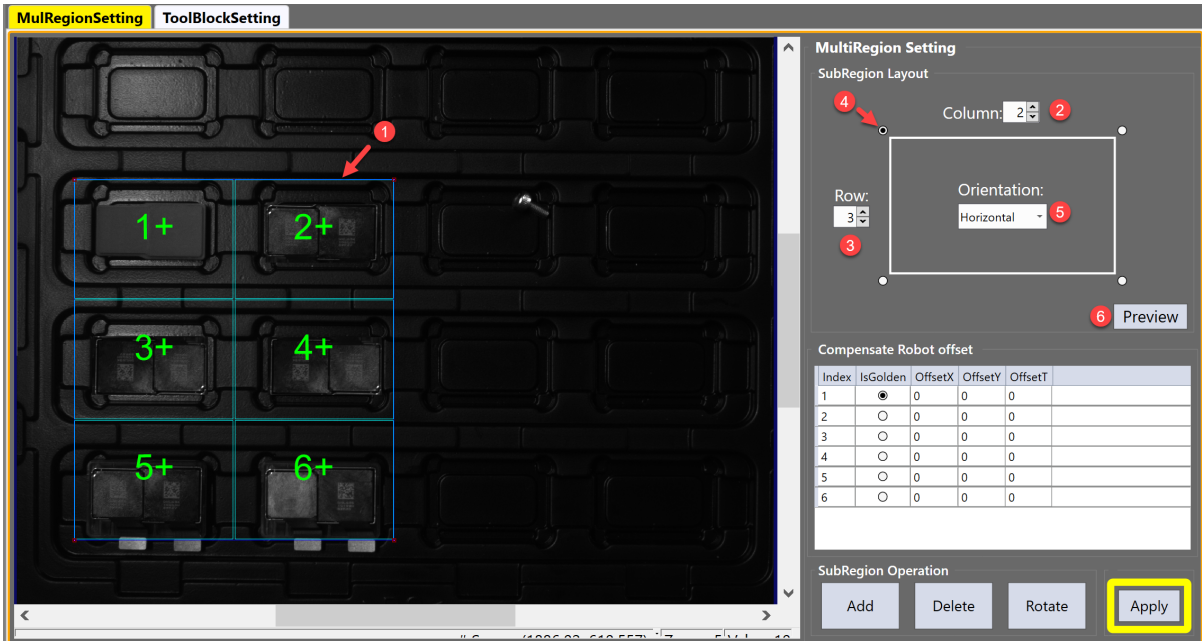 MulRegionSetting ToolBlockSetting
MultiRegion Setting
SubRegion Layout
4
Column: 2 2
1
Row:
3
3
Orientation:
Horizontal 5
6 Preview
1+ 2+
3+ 4+
5+ 6+
Compensate Robot offset
Index IsGolden OffsetX OffsetY OffsetT
1 0 0 0
2 0 0 0
3 0 0 0
4 0 0 0
5 0 0 0
6 0 0 0
SubRegion Operation
Add Delete Rotate Apply